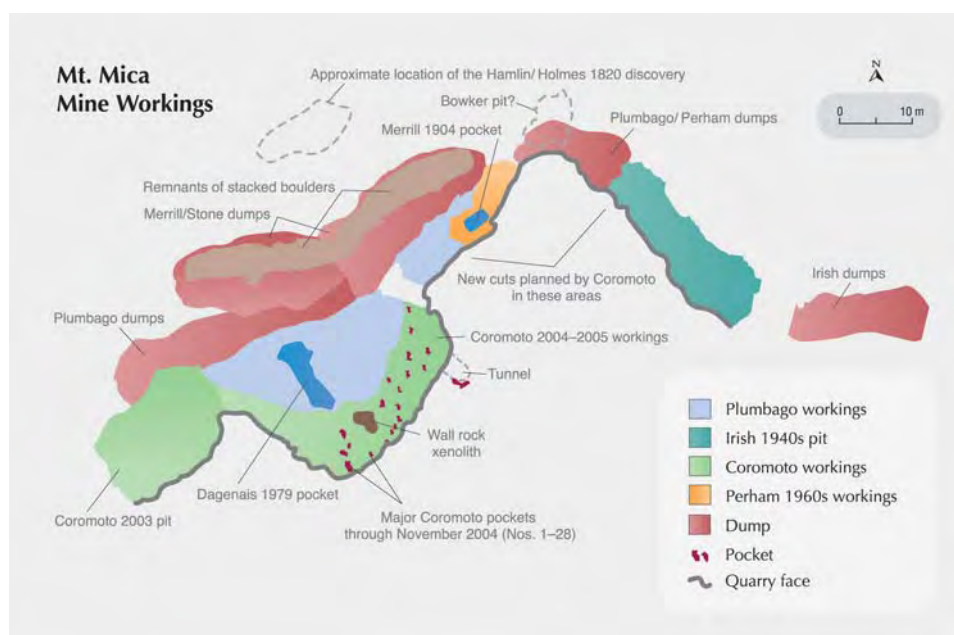 Mt. Mica
Mine Workings
Approximate location of the Hamlin/Holmes 1820 discovery
Bowker pit?
Merrill 1904 pocket
Plumbago/Perham dumps
N
0 10 m
Remnants of stacked boulders
Merrill/Stone dumps
New cuts planned by Coromoto
in these areas
Irish dumps
Plumbago dumps
Coromoto 2004–2005 workings
Tunnel
Wall rock
xenolith
Dagenais 1979 pocket
Coromoto 2003 pit
Major Coromoto pockets
through November 2004 (Nos. 1–28)
Plumbago workings
Irish 1940s pit
Coromoto workings
Perham 1960s workings
Dump
Pocket
Quarry face